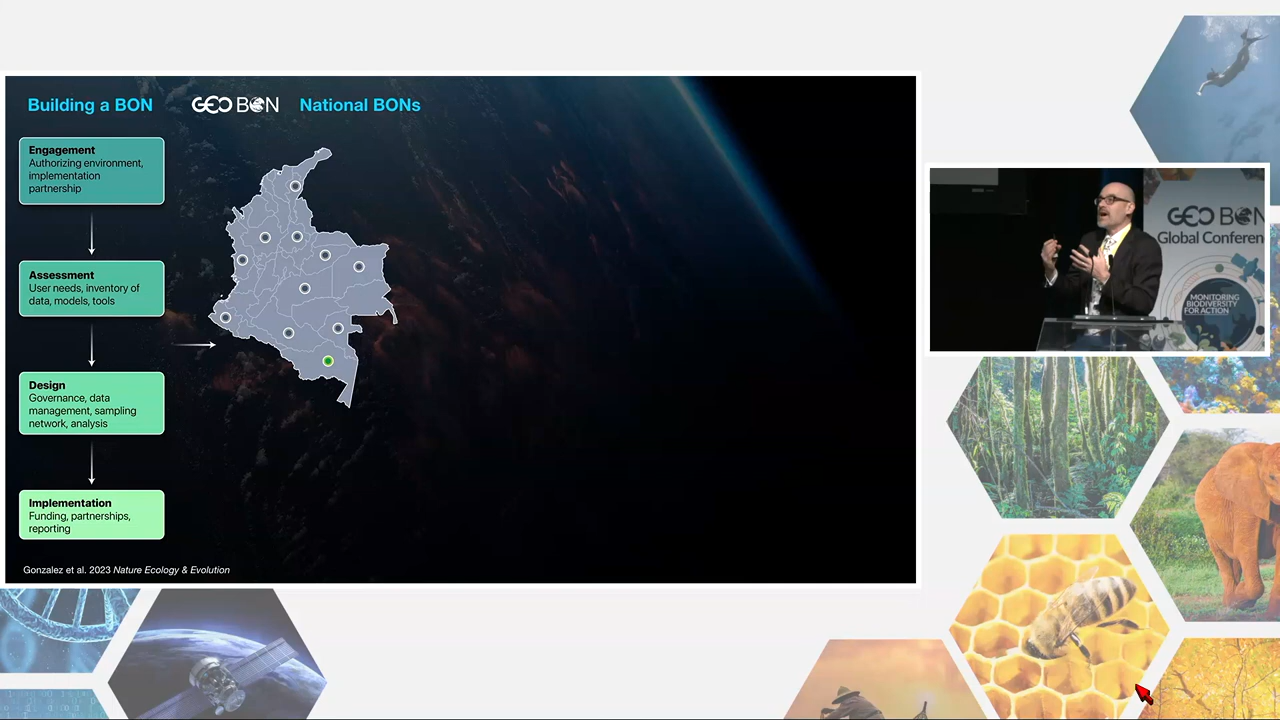 Building a BON
GEO BON
National BONs
Engagement
Authorizing environment,
implementation
partnership
Assessment
User needs, inventory of
data, models, tools
Design
Governance, data
management, sampling
network, analysis
Implementation
Funding, partnerships,
reporting
Gonzalez et al. 2023 Nature Ecology & Evolution
GEO BON
Global Conferen
MONITORING
BIODIVERSITY
FOR ACTION